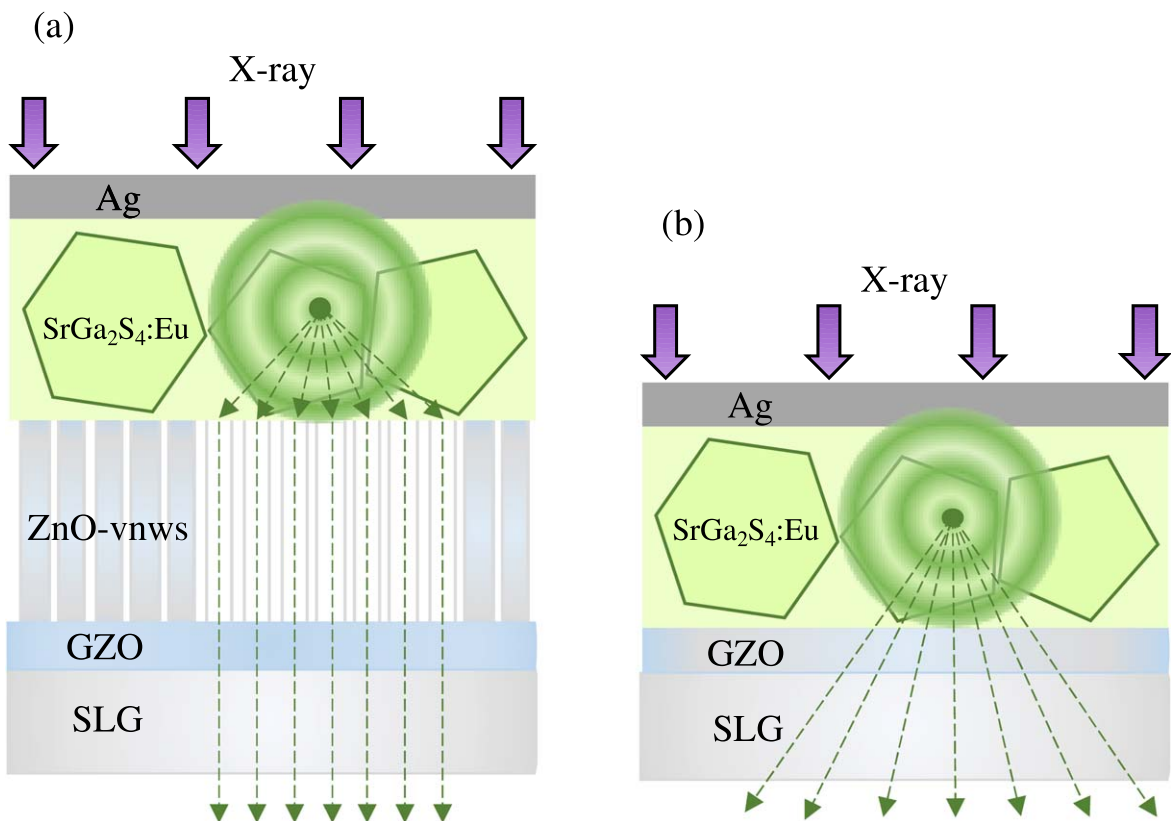 (a)
X-ray
Ag
SrGa₂S₄:Eu
ZnO-vnws
GZO
SLG
(b)
X-ray
Ag
SrGa₂S₄:Eu
GZO
SLG